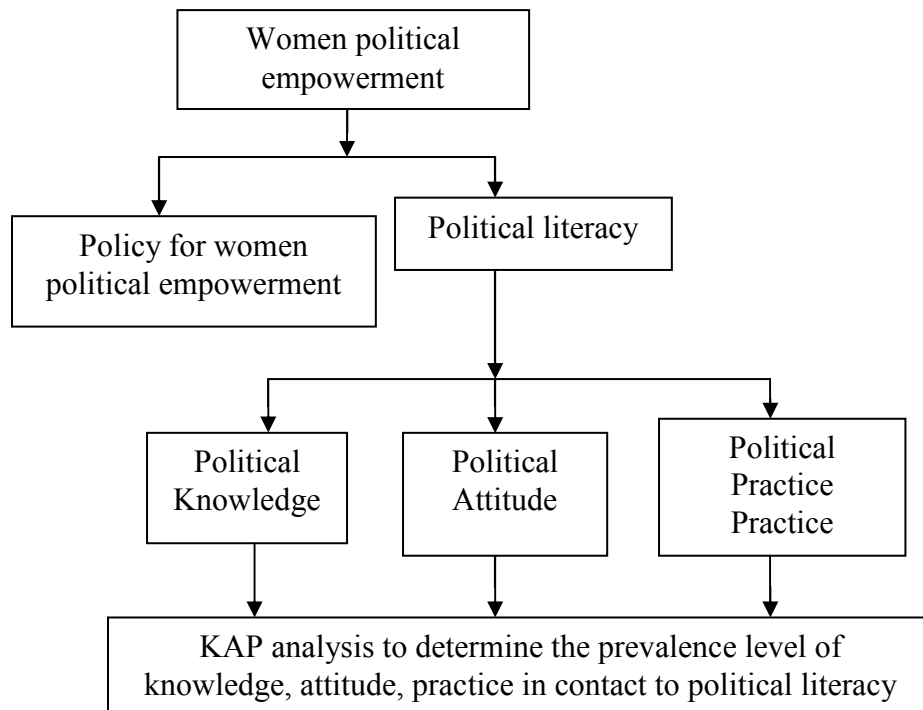 Women political
empowerment
Policy for women
political empowerment
Political literacy
Political
Knowledge
Political
Attitude
Political
Practice
Practice
KAP analysis to determine the prevalence level of
knowledge, attitude, practice in contact to political literacy